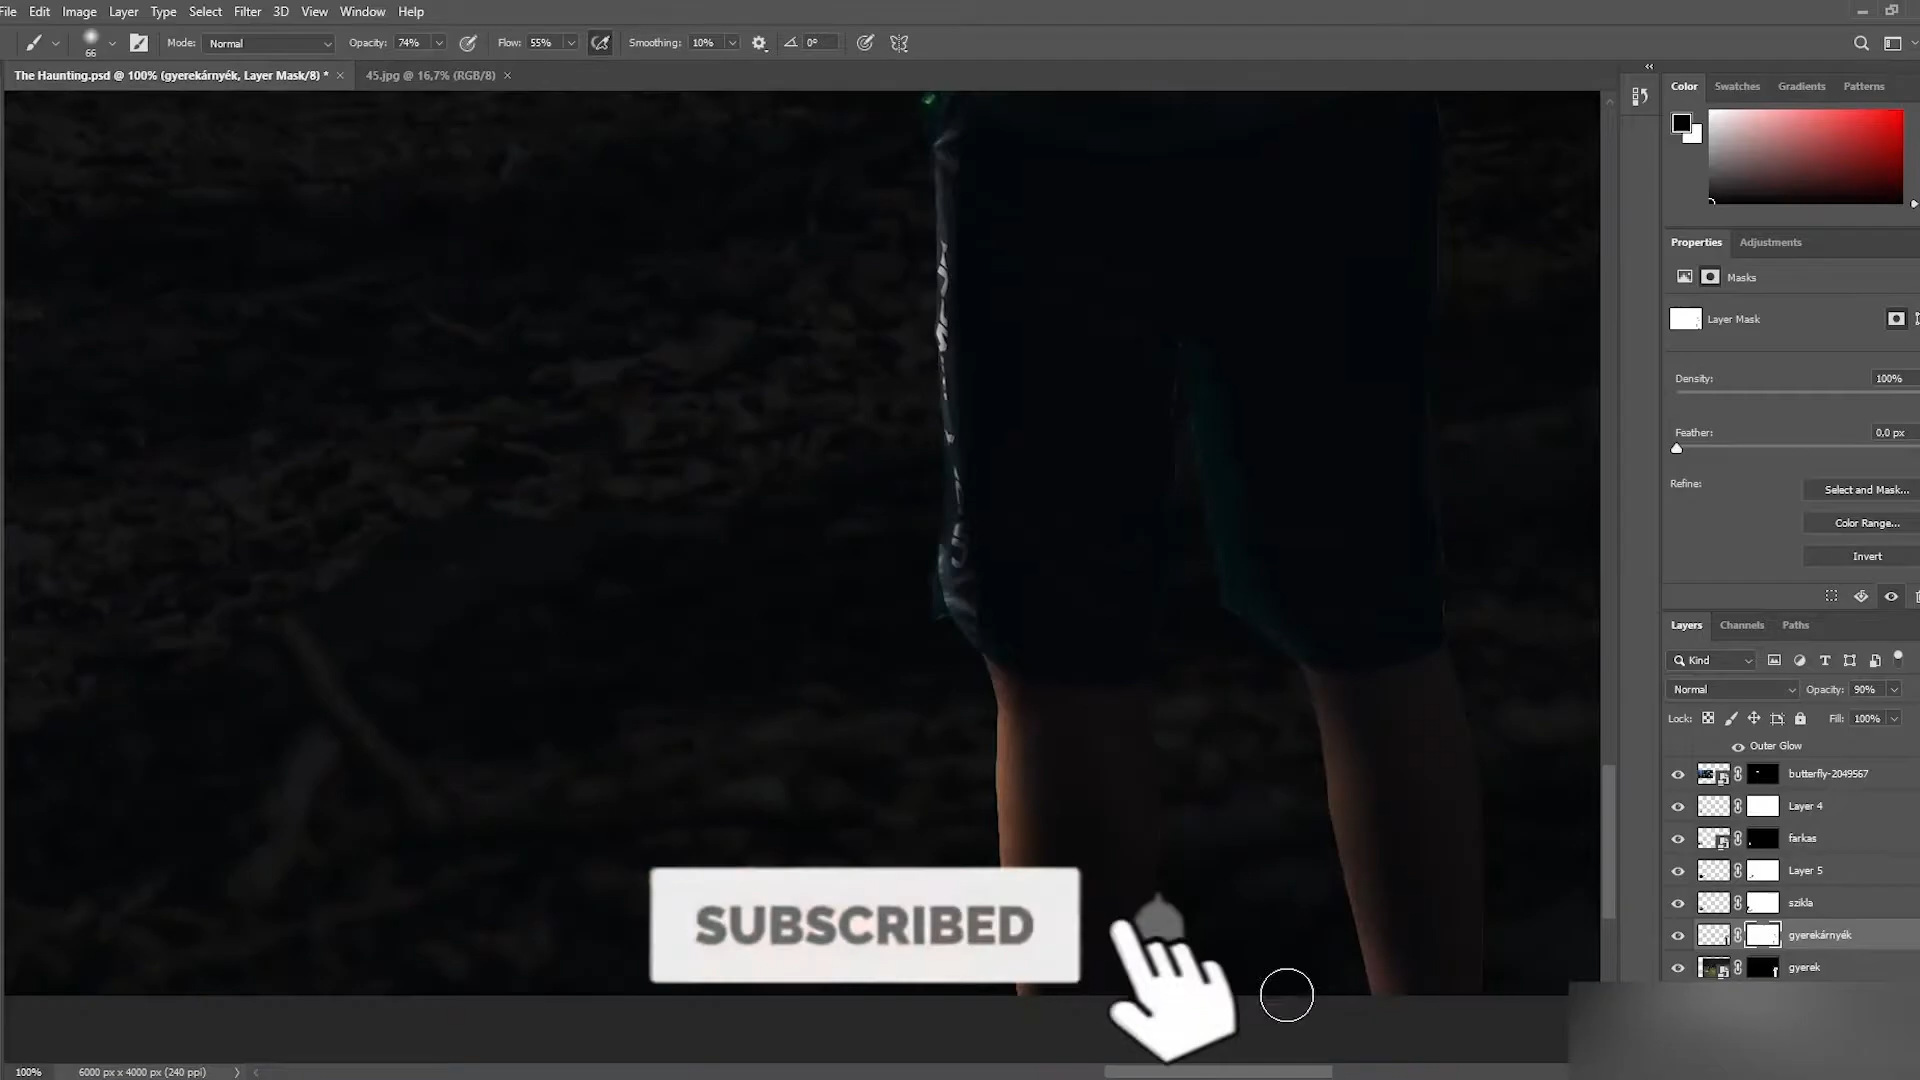 File Edit Image Layer Type Select Filter 3D View Window Help
66 Mode: Normal Opacity: 74% Flow: 55% Smoothing: 10% 0°
The Haunting.psd @ 100% (gyerekárnyék, Layer Mask/8) * × 45.jpg @ 16,7% (RGB/8) ×
Color Swatches Gradients Patterns
Properties Adjustments
Masks
Layer Mask
Density: 100%
Feather: 0,0 px
Refine: Select and Mask...
Color Range...
Invert
Layers Channels Paths
Kind
Normal Opacity: 90%
Lock: Fill: 100%
Outer Glow
butterfly-2049567
Layer 4
farkas
Layer 5
szikla
gyerekárnyék
gyerek
SUBSCRIBED
100% 6000 px x 4000 px (240 ppi)